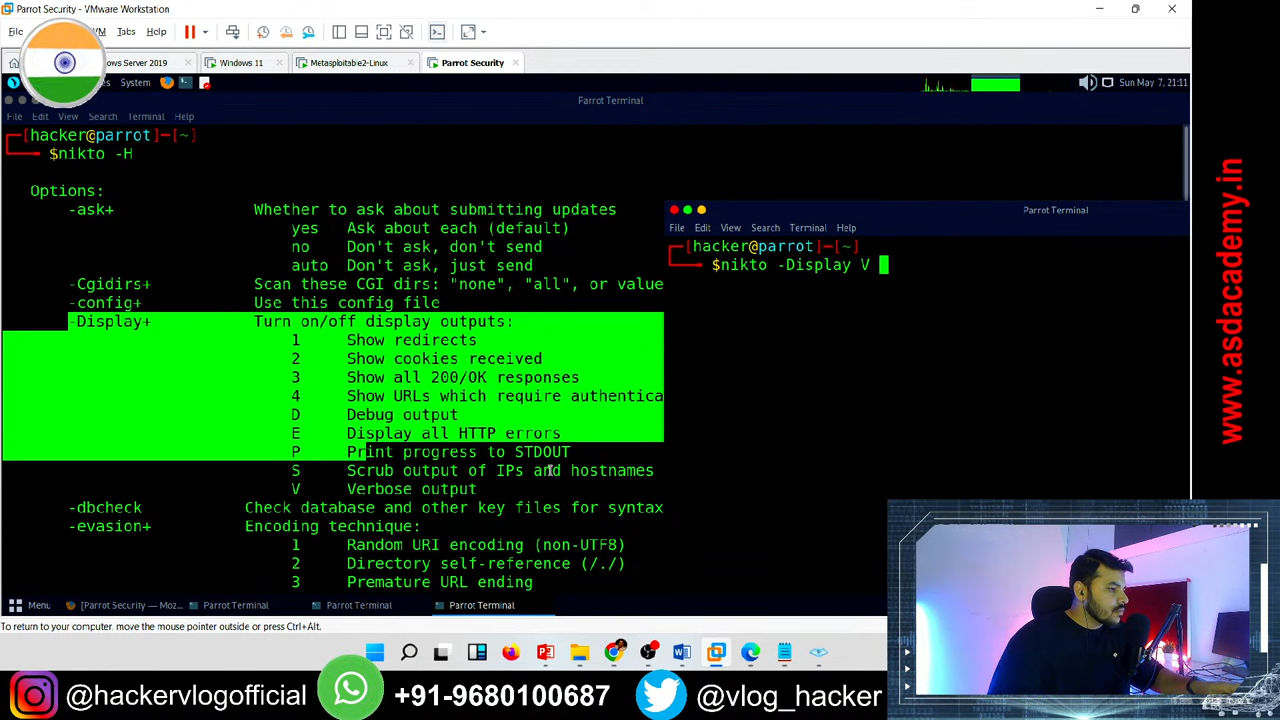 Parrot Security - VMware Workstation
File VM Tabs Help
ows Server 2019 Windows 11 Metasploitable2-Linux Parrot Security
es System Sun May 7, 21:11
Parrot Terminal
File Edit View Search Terminal Help
[hacker@parrot]-[~]
$nikto -H
Options:
-ask+ Whether to ask about submitting updates
yes Ask about each (default)
no Don't ask, don't send
auto Don't ask, just send
-Cgidirs+ Scan these CGI dirs: "none", "all", or value
-config+ Use this config file
-Display+ Turn on/off display outputs:
1 Show redirects
2 Show cookies received
3 Show all 200/OK responses
4 Show URLs which require authentica
D Debug output
E Display all HTTP errors
P Print progress to STDOUT
S Scrub output of IPs and hostnames
V Verbose output
-dbcheck Check database and other key files for syntax
-evasion+ Encoding technique:
1 Random URI encoding (non-UTF8)
2 Directory self-reference (/./)
3 Premature URL ending
Parrot Terminal
File Edit View Search Terminal Help
[hacker@parrot]-[~]
$nikto -Display V
Menu [Parrot Security — Moz... Parrot Terminal Parrot Terminal Parrot Terminal
To return to your computer, move the mouse pointer outside or press Ctrl+Alt.
@hackervlogofficial +91-9680100687 @vlog_hacker
www.asdacademy.in